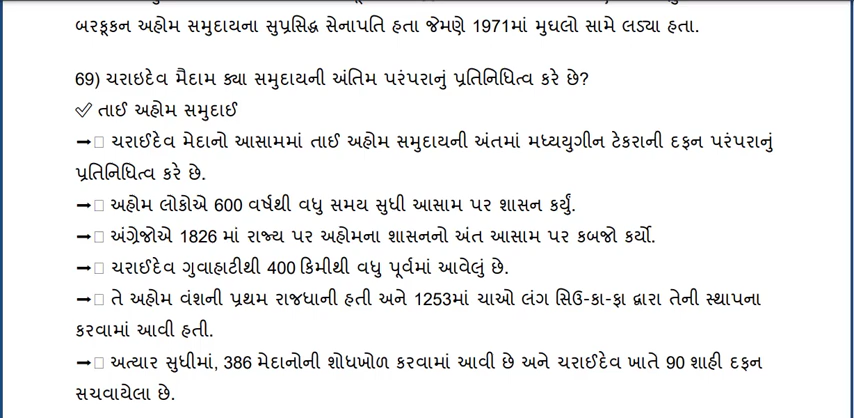 બરફૂકન અહોમ સમુદાયના સુપ્રસિદ્ધ સેનાપતિ હતા જેમણે 1971માં મુઘલો સામે લડ્યા હતા.
69) ચરાઇદેવ મૈદામ ક્યા સમુદાયની અંતિમ પરંપરાનું પ્રતિનિધિત્વ કરે છે?
✓ તાઈ અહોમ સમુદાઈ
➞□ ચરાઈદેવ મેદાનો આસામમાં તાઈ અહોમ સમુદાયની અંતમાં મધ્યયુગીન ટેકરાની દફન પરંપરાનું
પ્રતિનિધિત્વ કરે છે.
➞□ અહોમ લોકોએ 600 વર્ષથી વધુ સમય સુધી આસામ પર શાસન કર્યું.
➞□ અંગ્રેજોએ 1826 માં રાજ્ય પર અહોમના શાસનનો અંત આસામ પર કબજો કર્યો.
➞□ ચરાઈદેવ ગુવાહાટીથી 400 કિમીથી વધુ પૂર્વમાં આવેલું છે.
➞□ તે અહોમ વંશની પ્રથમ રાજધાની હતી અને 1253માં ચાઓ લંગ સિઉ-કા-ફા દ્વારા તેની સ્થાપના
કરવામાં આવી હતી.
➞□ અત્યાર સુધીમાં, 386 મેદાનોની શોધખોળ કરવામાં આવી છે અને ચરાઈદેવ ખાતે 90 શાહી દફન
સચવાયેલા છે.